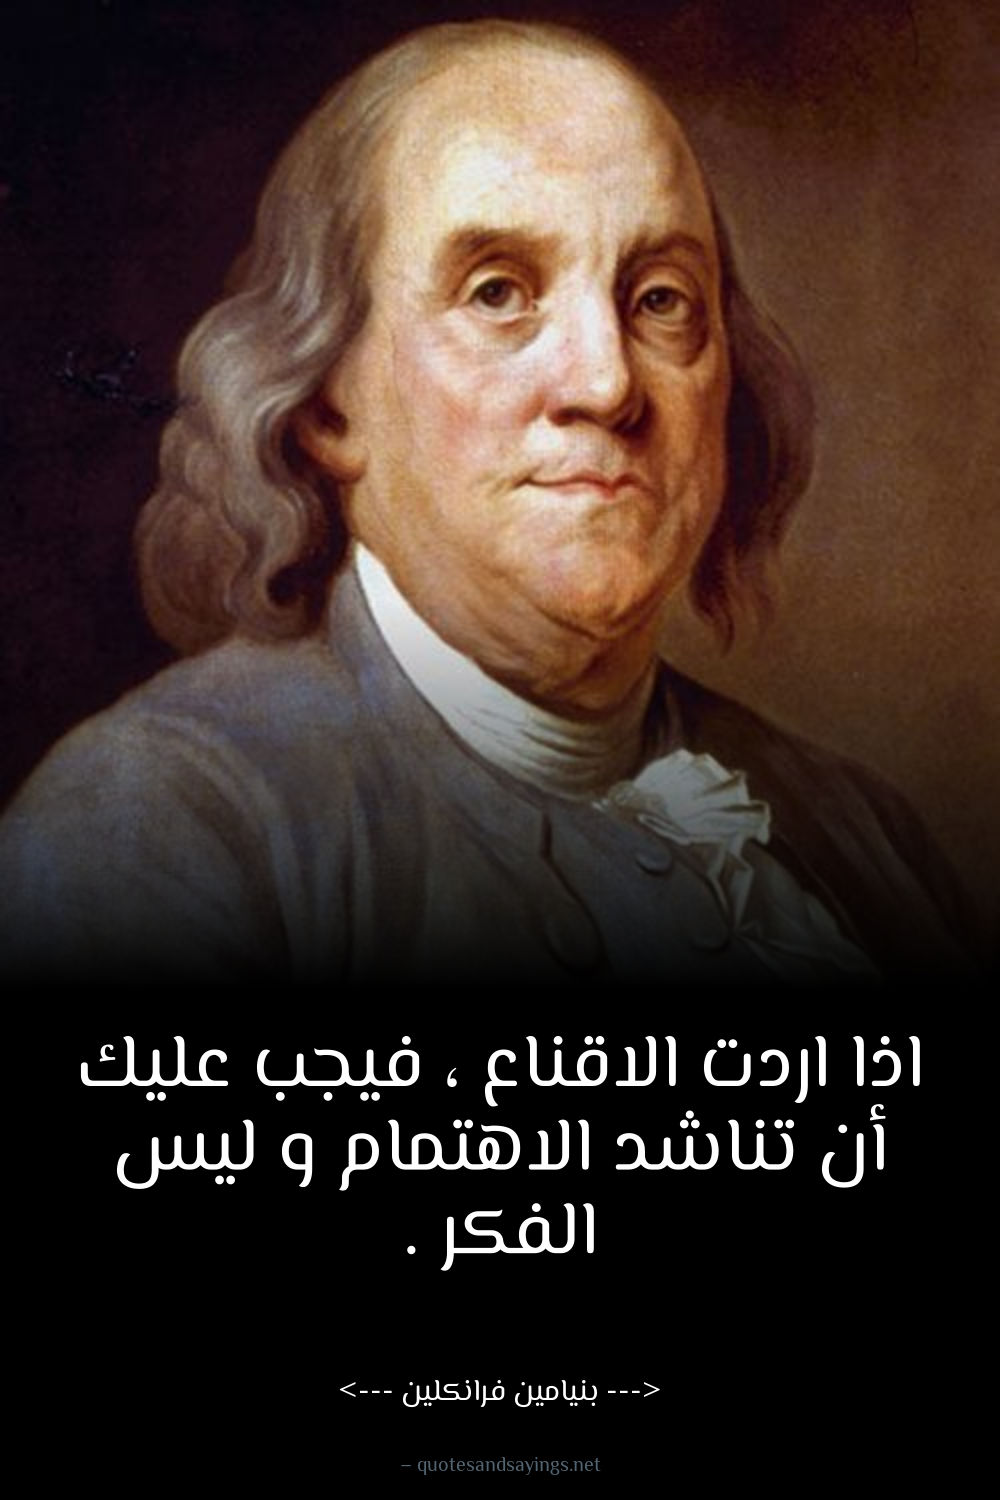 اذا اردت الاقناع ، فيجب عليك
أن تناشد الاهتمام و ليس
الفكر .
<--- بنيامين فرانكلين --->
– quotesandsayings.net